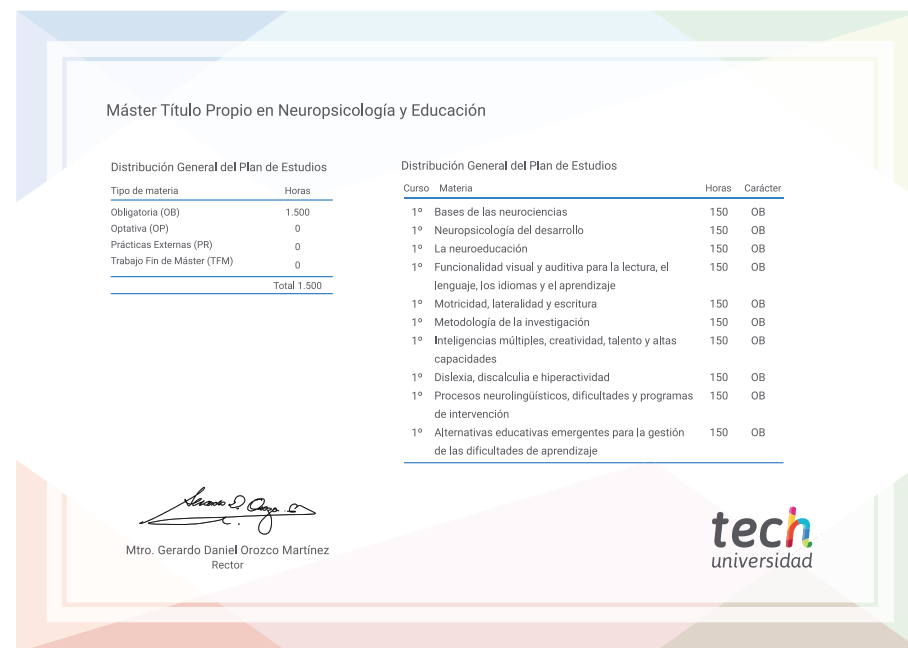 Máster Título Propio en Neuropsicología y Educación
Distribución General del Plan de Estudios
Tipo de materia Horas
Obligatoria (OB) 1.500
Optativa (OP) 0
Prácticas Externas (PR) 0
Trabajo Fin de Máster (TFM) 0
Total 1.500
Distribución General del Plan de Estudios
Curso Materia Horas Carácter
1º Bases de las neurociencias 150 OB
1º Neuropsicología del desarrollo 150 OB
1º La neuroeducación 150 OB
1º Funcionalidad visual y auditiva para la lectura, el 150 OB
lenguaje, los idiomas y el aprendizaje
1º Motricidad, lateralidad y escritura 150 OB
1º Metodología de la investigación 150 OB
1º Inteligencias múltiples, creatividad, talento y altas 150 OB
capacidades
1º Dislexia, discalculia e hiperactividad 150 OB
1º Procesos neurolingüísticos, dificultades y programas 150 OB
de intervención
1º Alternativas educativas emergentes para la gestión 150 OB
de las dificultades de aprendizaje
Mtro. Gerardo Daniel Orozco Martínez
Rector
tech
universidad